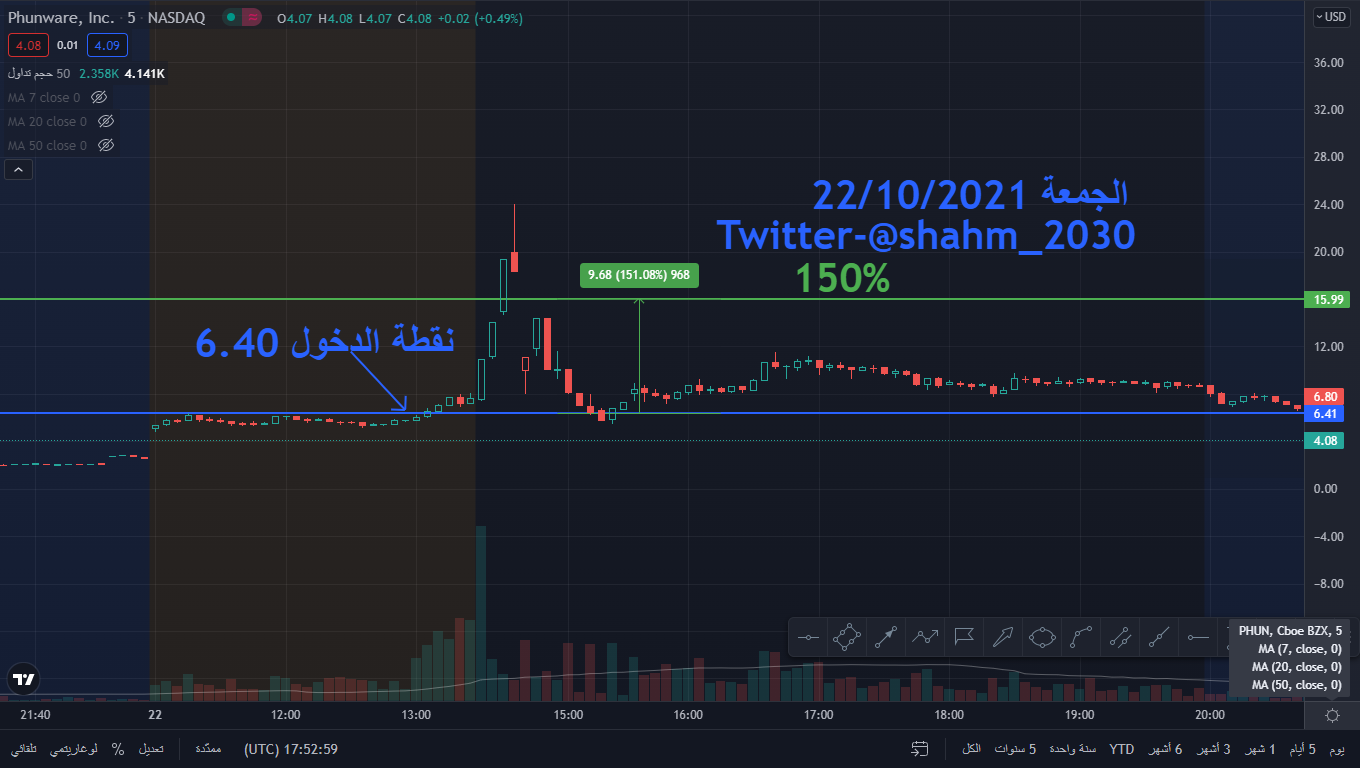 Phunware, Inc. · 5 · NASDAQ O4.07 H4.08 L4.07 C4.08 +0.02 (+0.49%)
USD
4.08 0.01 4.09
حجم تداول 50 2.358K 4.141K
MA 7 close 0
MA 20 close 0
MA 50 close 0
36.00
32.00
28.00
24.00
20.00
15.99
12.00
6.80
6.41
4.08
0.00
−4.00
−8.00
الجمعة 22/10/2021
Twitter-@shahm_2030
150%
9.68 (151.08%) 968
نقطة الدخول 6.40
PHUN, Cboe BZX, 5
MA (7, close, 0)
MA (20, close, 0)
MA (50, close, 0)
21:40 22 12:00 13:00 15:00 16:00 17:00 18:00 19:00 20:00
يوم 5 أيام 1 شهر 3 أشهر 6 أشهر YTD سنة واحدة 5 سنوات الكل
17:52:59 (UTC) ممدّدة تعديل % لوغاريتمي تلقائي